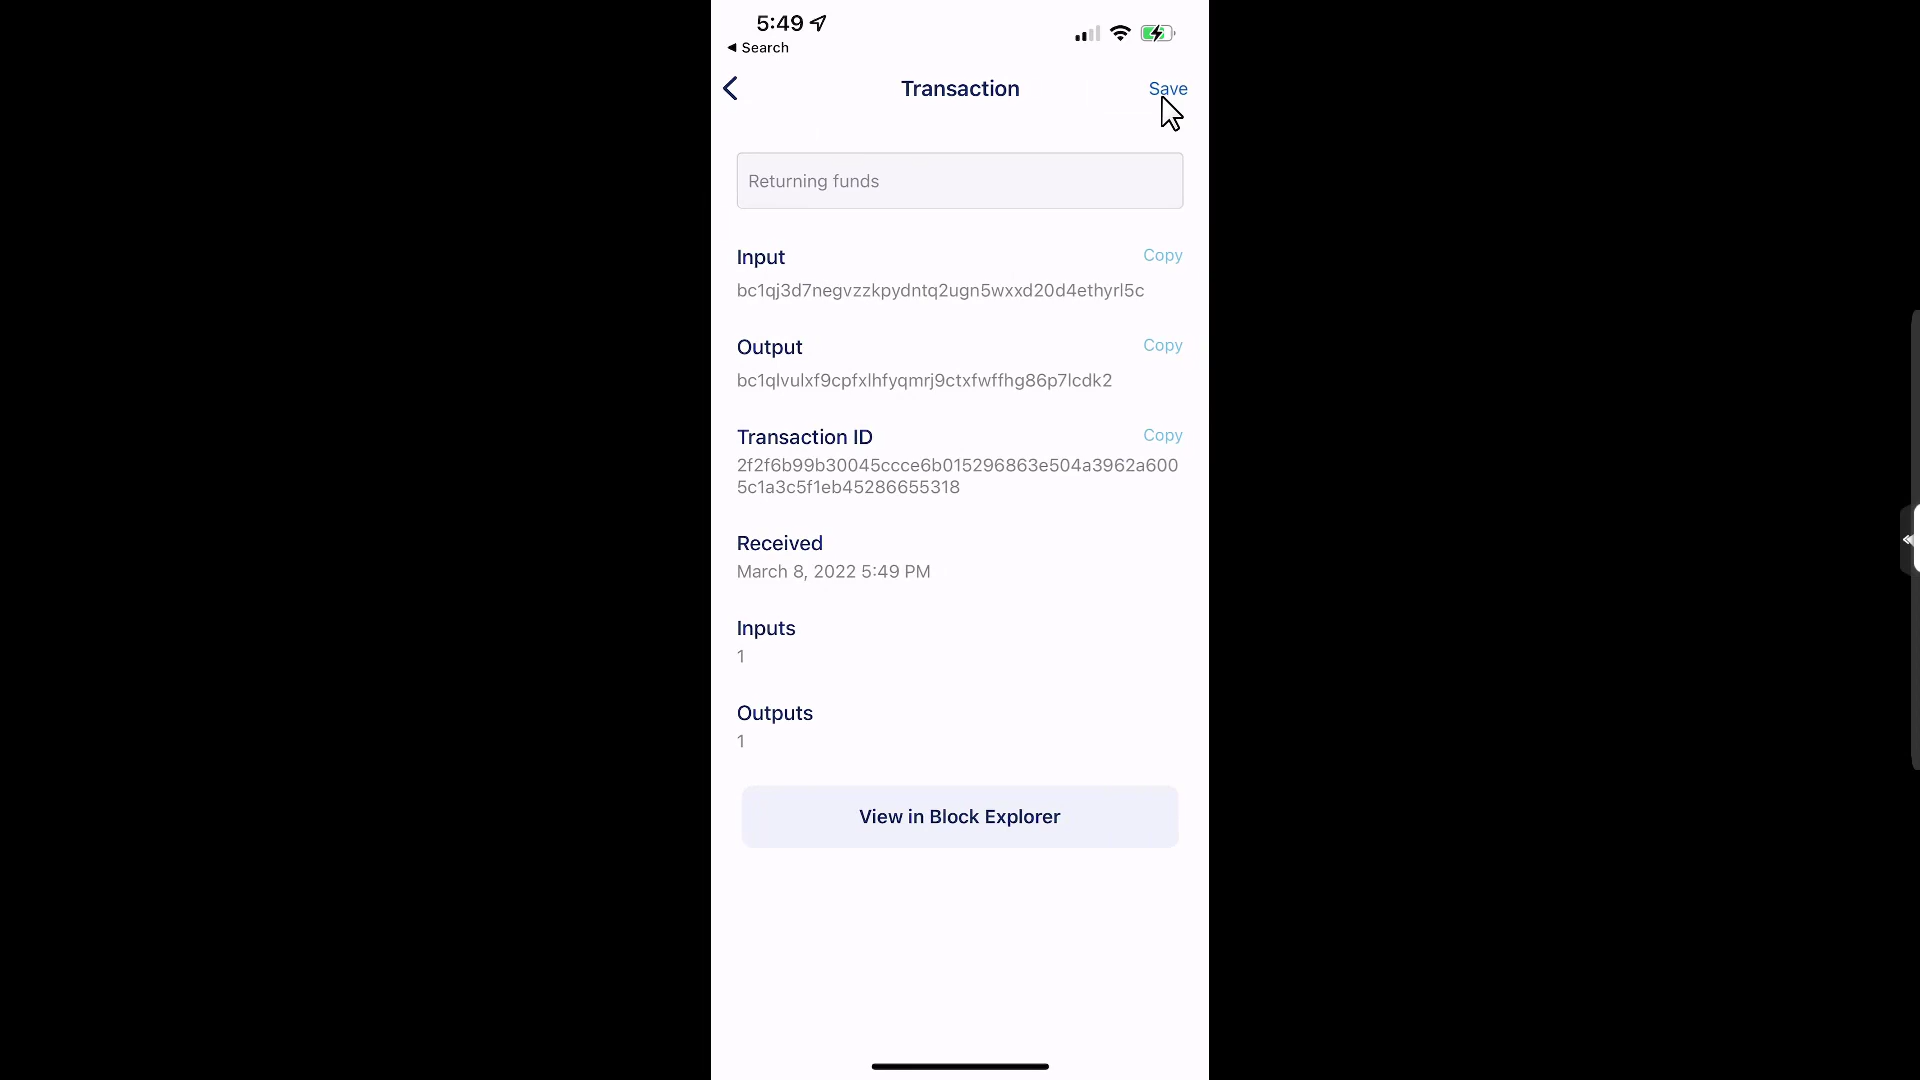 5:49
◀ Search
Transaction
Save
Returning funds
Input
Copy
bc1qj3d7negvzzkpydntq2ugn5wxxd20d4ethyrl5c
Output
Copy
bc1qlvulxf9cpfxlhfyqmrj9ctxfwffhg86p7lcdk2
Transaction ID
Copy
2f2f6b99b30045ccce6b015296863e504a3962a600
5c1a3c5f1eb45286655318
Received
March 8, 2022 5:49 PM
Inputs
1
Outputs
1
View in Block Explorer